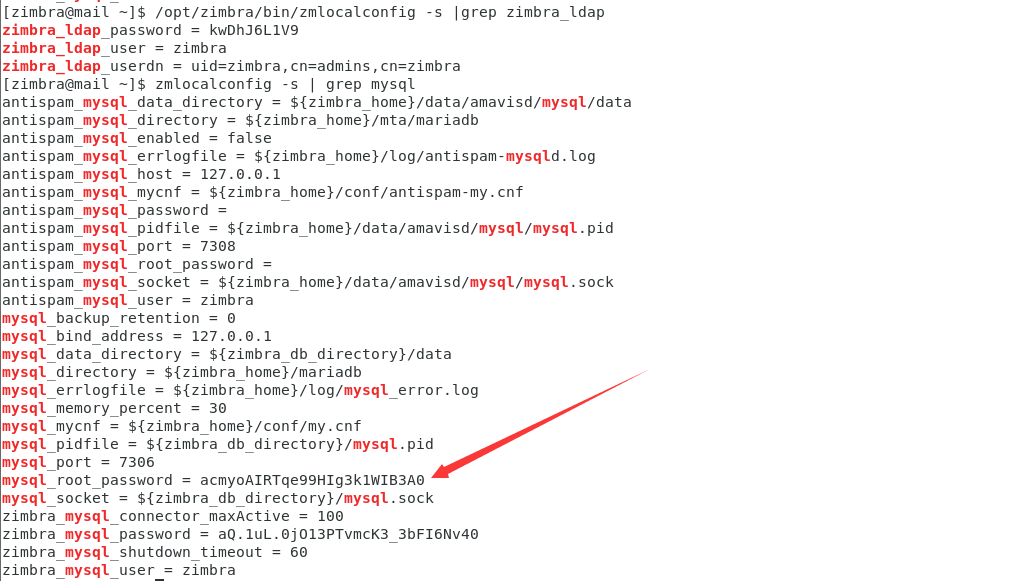 [zimbra@mail ~]$ /opt/zimbra/bin/zmlocalconfig -s |grep zimbra_ldap
zimbra_ldap_password = kwDhJ6L1V9
zimbra_ldap_user = zimbra
zimbra_ldap_userdn = uid=zimbra,cn=admins,cn=zimbra
[zimbra@mail ~]$ zmlocalconfig -s | grep mysql
antispam_mysql_data_directory = ${zimbra_home}/data/amavisd/mysql/data
antispam_mysql_directory = ${zimbra_home}/mta/mariadb
antispam_mysql_enabled = false
antispam_mysql_errlogfile = ${zimbra_home}/log/antispam-mysqld.log
antispam_mysql_host = 127.0.0.1
antispam_mysql_mycnf = ${zimbra_home}/conf/antispam-my.cnf
antispam_mysql_password =
antispam_mysql_pidfile = ${zimbra_home}/data/amavisd/mysql/mysql.pid
antispam_mysql_port = 7308
antispam_mysql_root_password =
antispam_mysql_socket = ${zimbra_home}/data/amavisd/mysql/mysql.sock
antispam_mysql_user = zimbra
mysql_backup_retention = 0
mysql_bind_address = 127.0.0.1
mysql_data_directory = ${zimbra_db_directory}/data
mysql_directory = ${zimbra_home}/mariadb
mysql_errlogfile = ${zimbra_home}/log/mysql_error.log
mysql_memory_percent = 30
mysql_mycnf = ${zimbra_home}/conf/my.cnf
mysql_pidfile = ${zimbra_db_directory}/mysql.pid
mysql_port = 7306
mysql_root_password = acmyoAIRTqe99HIg3k1WIB3A0
mysql_socket = ${zimbra_db_directory}/mysql.sock
zimbra_mysql_connector_maxActive = 100
zimbra_mysql_password = aQ.1uL.0jO13PTvmcK3_3bFI6Nv40
zimbra_mysql_shutdown_timeout = 60
zimbra_mysql_user = zimbra